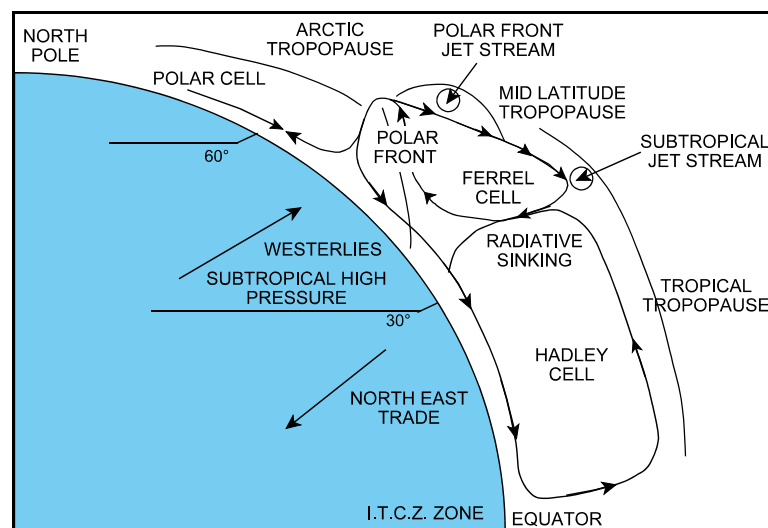 NORTH
POLE
ARCTIC
TROPOPAUSE
POLAR FRONT
JET STREAM
POLAR CELL
MID LATITUDE
TROPOPAUSE
POLAR
FRONT
SUBTROPICAL
JET STREAM
60°
FERREL
CELL
WESTERLIES
RADIATIVE
SINKING
SUBTROPICAL HIGH
PRESSURE
TROPICAL
TROPOPAUSE
30°
HADLEY
CELL
NORTH EAST
TRADE
I.T.C.Z. ZONE
EQUATOR